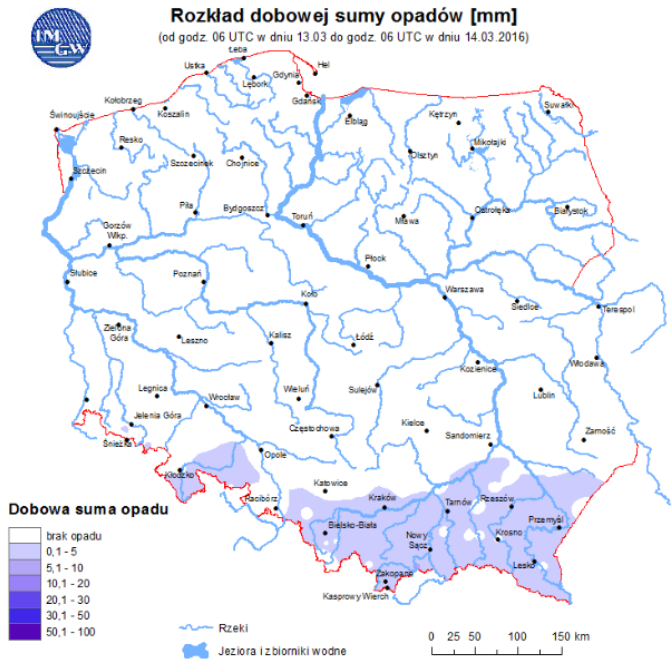 IM
GW
Rozkład dobowej sumy opadów [mm]
(od godz. 06 UTC w dniu 13.03 do godz. 06 UTC w dniu 14.03.2016)
Łeba
Ustka
Hel
Gdynia
Lębork
Gdańsk
Kołobrzeg
Koszalin
Suwałki
Świnoujście
Elbląg
Kętrzyn
Resko
Mikołajki
Szczecinek
Chojnice
Olsztyn
Szczecin
Piła
Bydgoszcz
Toruń
Mława
Ostrołęka
Białystok
Gorzów
Wlkp.
Płock
Słubice
Poznań
Koło
Warszawa
Siedlce
Terespol
Zielona
Góra
Leszno
Kalisz
Łódź
Kozienice
Włodawa
Legnica
Wrocław
Wieluń
Sulejów
Lublin
Jelenia Góra
Częstochowa
Kielce
Sandomierz
Zamość
Śnieżka
Opole
Kłodzko
Katowice
Racibórz
Kraków
Tarnów
Rzeszów
Bielsko-Biała
Przemyśl
Nowy
Sącz
Krosno
Lesko
Zakopane
Kasprowy Wierch
Dobowa suma opadu
brak opadu
0,1 - 5
5,1 - 10
10,1 - 20
20,1 - 30
30,1 - 50
50,1 - 100
Rzeki
Jeziora i zbiorniki wodne
0 25 50 100 150 km